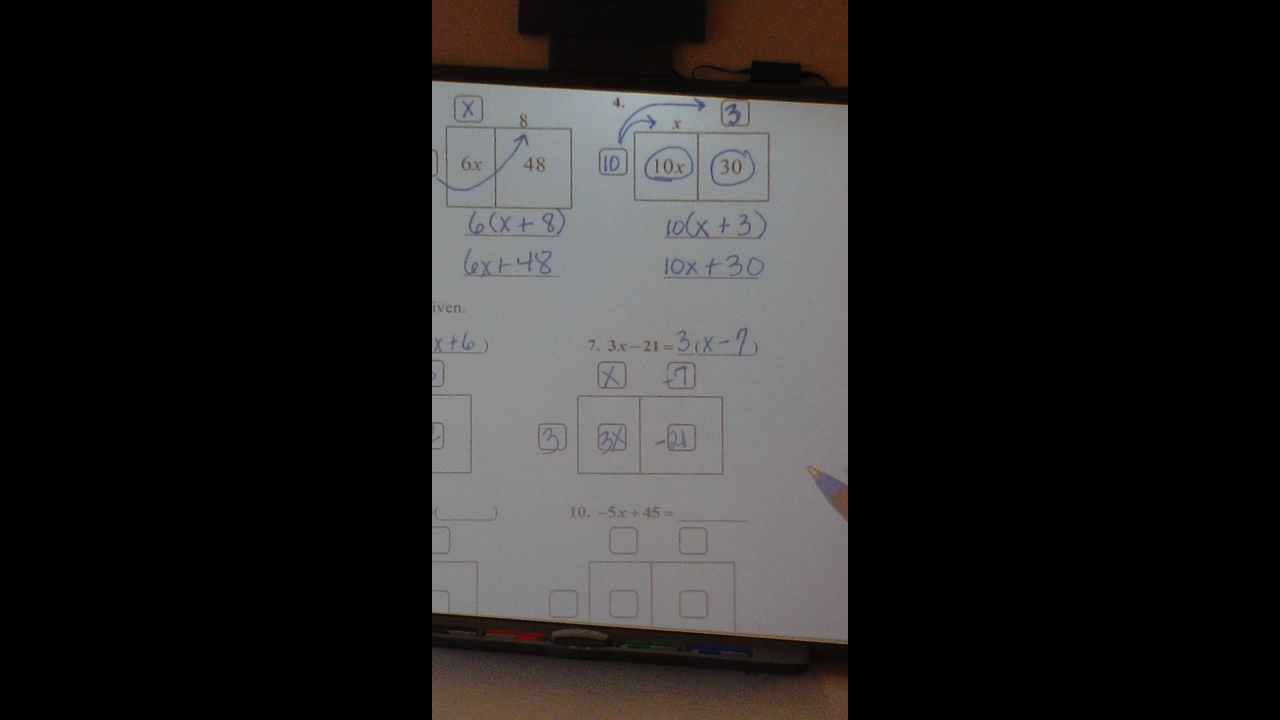 X 8
6x 48
6(x + 8)
6x + 48
4.
x 3
10 10x 30
10(x + 3)
10x + 30
iven.
x + 6 )
7. 3x − 21 = 3 (x − 7 )
X -7
3 3X -21
( )
10. −5x + 45 =